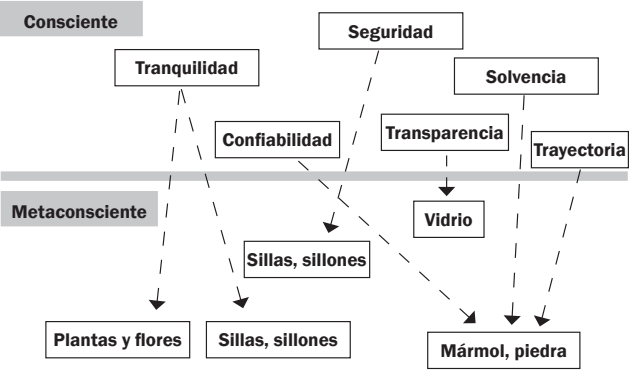 Consciente
Seguridad
Tranquilidad
Solvencia
Confiabilidad
Transparencia
Trayectoria
Metaconsciente
Vidrio
Sillas, sillones
Plantas y flores
Sillas, sillones
Mármol, piedra